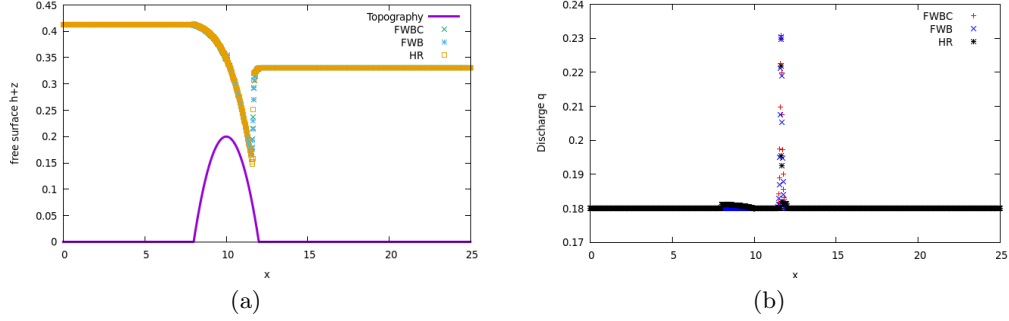 0.45
0.4
0.35
0.3
0.25
0.2
0.15
0.1
0.05
0
0 5 10 15 20 25
free surface h+z
x
Topography
FWBC
FWB
HR
(a)
0.24
0.23
0.22
0.21
0.2
0.19
0.18
0.17
0 5 10 15 20 25
Discharge q
x
FWBC
FWB
HR
(b)